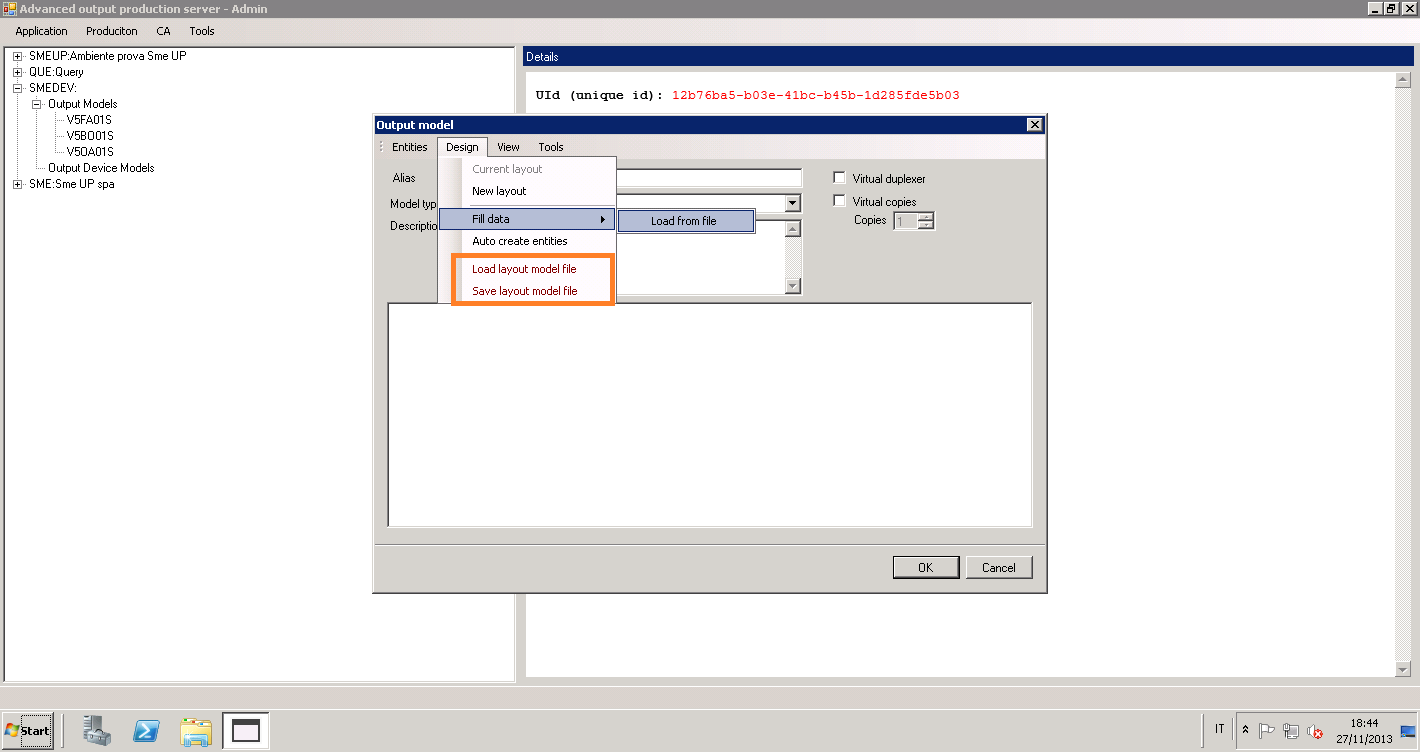 Advanced output production server - Admin
Application Produciton CA Tools
SMEUP:Ambiente prova Sme UP
QUE:Query
SMEDEV:
Output Models
V5FA01S
V5BO01S
V5OA01S
Output Device Models
SME:Sme UP spa
Details
UId (unique id): 12b76ba5-b03e-41bc-b45b-1d285fde5b03
Output model
Entities Design View Tools
Alias
Model typ
Descriptio
Current layout
New layout
Fill data
Load from file
Auto create entities
Load layout model file
Save layout model file
Virtual duplexer
Virtual copies
Copies 1
OK Cancel
Start
IT
18:44
27/11/2013